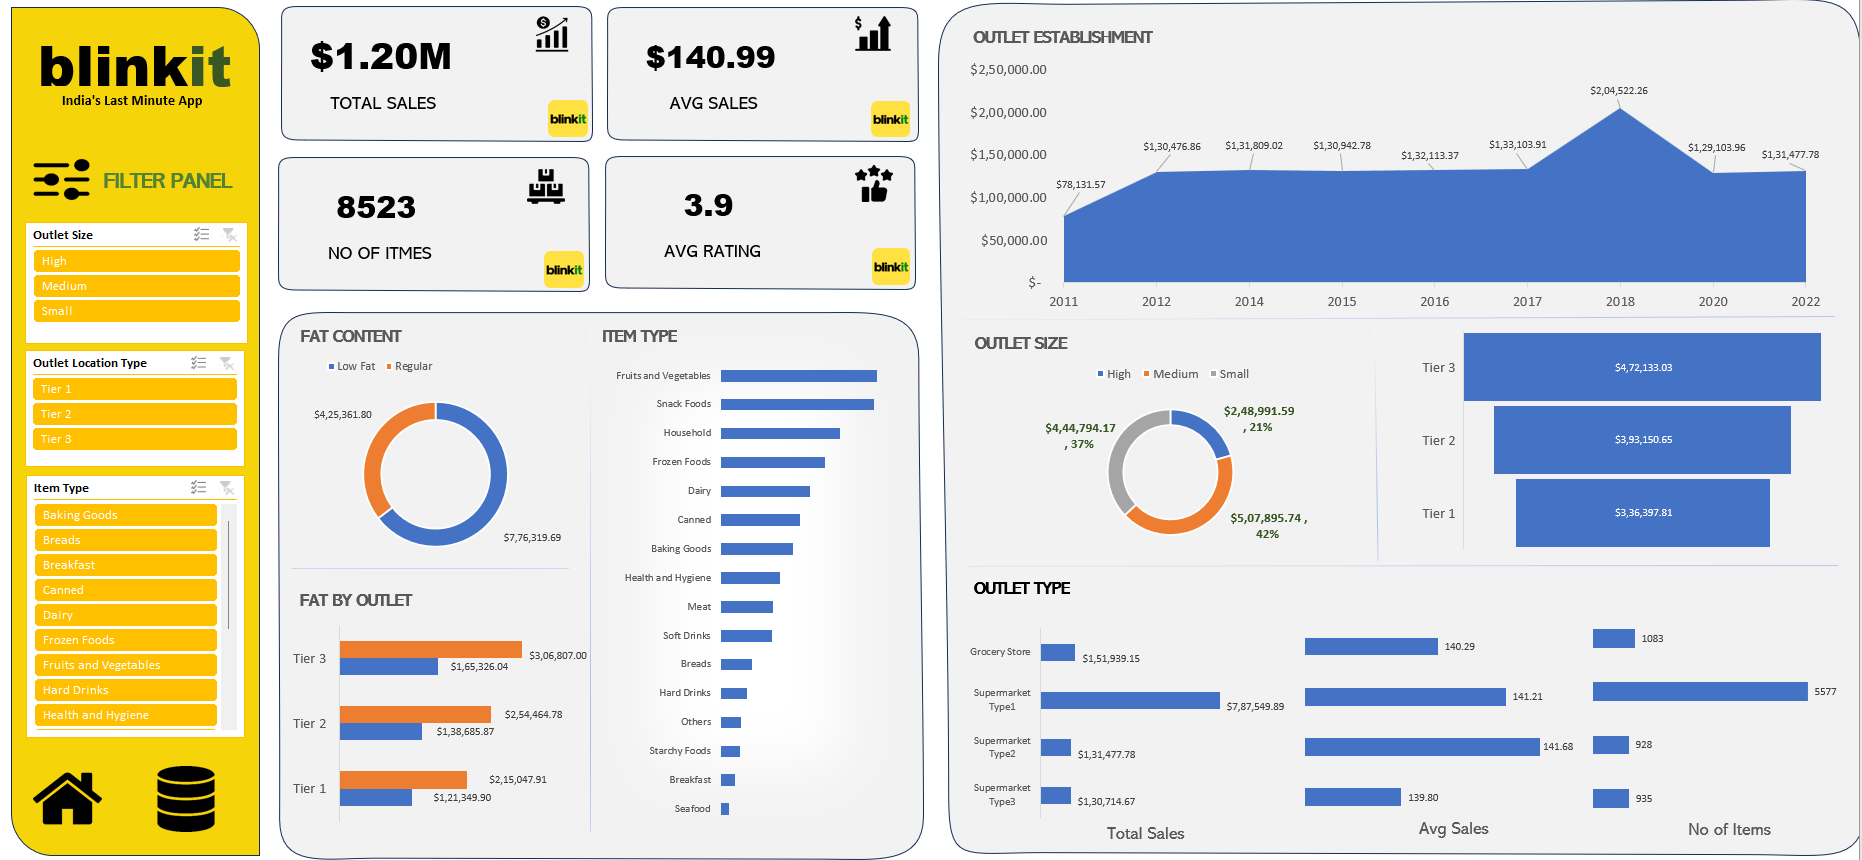 blinkit
India's Last Minute App
FILTER PANEL
Outlet Size
High
Medium
Small
Outlet Location Type
Tier 1
Tier 2
Tier 3
Item Type
Baking Goods
Breads
Breakfast
Canned
Dairy
Frozen Foods
Fruits and Vegetables
Hard Drinks
Health and Hygiene
$1.20M
TOTAL SALES
blinkit
$140.99
AVG SALES
blinkit
8523
NO OF ITMES
blinkit
3.9
AVG RATING
blinkit
FAT CONTENT
Low Fat Regular
$4,25,361.80
$7,76,319.69
FAT BY OUTLET
Tier 3
$3,06,807.00
$1,65,326.04
Tier 2
$2,54,464.78
$1,38,685.87
Tier 1
$2,15,047.91
$1,21,349.90
ITEM TYPE
Fruits and Vegetables
Snack Foods
Household
Frozen Foods
Dairy
Canned
Baking Goods
Health and Hygiene
Meat
Soft Drinks
Breads
Hard Drinks
Others
Starchy Foods
Breakfast
Seafood
OUTLET ESTABLISHMENT
$2,50,000.00
$2,00,000.00
$1,50,000.00
$1,00,000.00
$50,000.00
$-
$78,131.57
$1,30,476.86
$1,31,809.02
$1,30,942.78
$1,32,113.37
$1,33,103.91
$2,04,522.26
$1,29,103.96
$1,31,477.78
2011 2012 2014 2015 2016 2017 2018 2020 2022
OUTLET SIZE
High Medium Small
$2,48,991.59
, 21%
$4,44,794.17
, 37%
$5,07,895.74 ,
42%
Tier 3
$4,72,133.03
Tier 2
$3,93,150.65
Tier 1
$3,36,397.81
OUTLET TYPE
Grocery Store
$1,51,939.15
140.29
1083
Supermarket
Type1
$7,87,549.89
141.21
5577
Supermarket
Type2
$1,31,477.78
141.68
928
Supermarket
Type3
$1,30,714.67
139.80
935
Total Sales
Avg Sales
No of Items